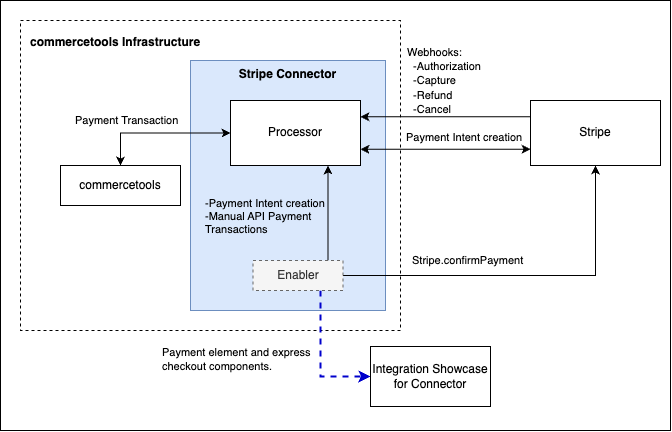 commercetools Infrastructure
Stripe Connector
Webhooks:
-Authorization
-Capture
-Refund
-Cancel
Payment Transaction
Processor
Payment Intent creation
Stripe
commercetools
-Payment Intent creation
-Manual API Payment
Transactions
Enabler
Stripe.confirmPayment
Payment element and express
checkout components.
Integration Showcase
for Connector